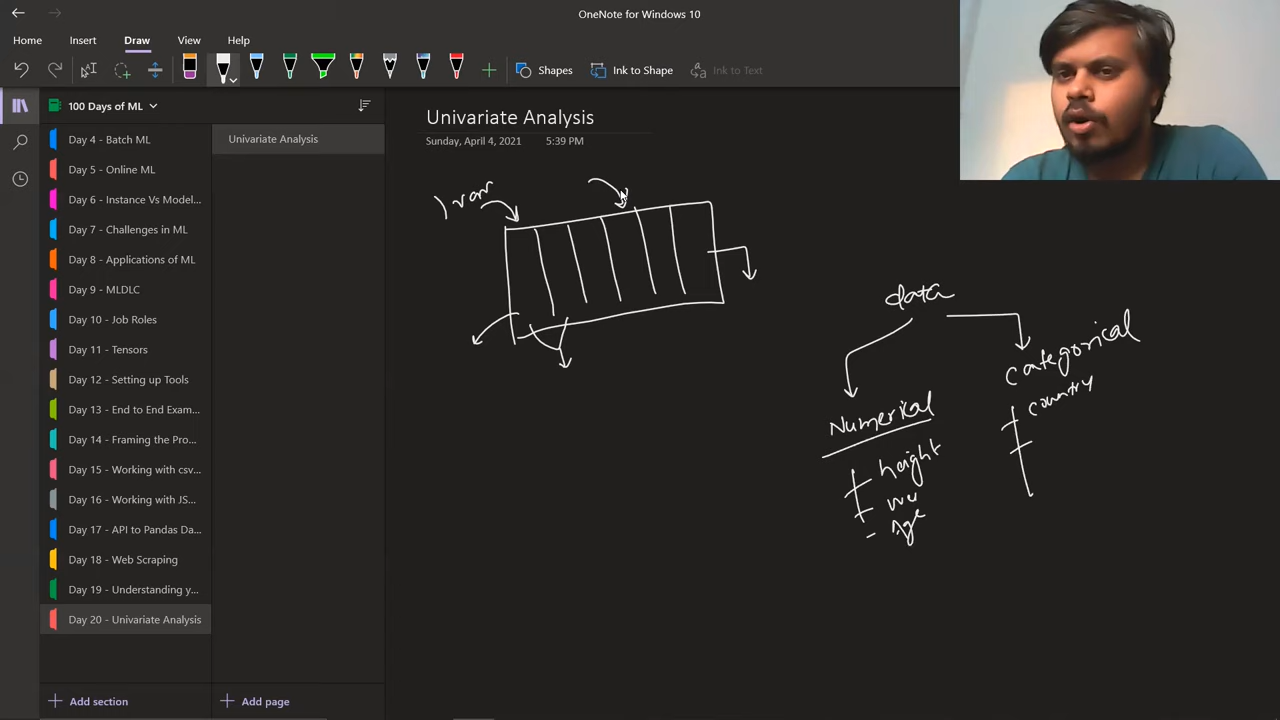 OneNote for Windows 10
Home
Insert
Draw
View
Help
Shapes
Ink to Shape
Ink to Text
100 Days of ML
Day 4 - Batch ML
Day 5 - Online ML
Day 6 - Instance Vs Model...
Day 7 - Challenges in ML
Day 8 - Applications of ML
Day 9 - MLDLC
Day 10 - Job Roles
Day 11 - Tensors
Day 12 - Setting up Tools
Day 13 - End to End Exam...
Day 14 - Framing the Pro...
Day 15 - Working with csv...
Day 16 - Working with JS...
Day 17 - API to Pandas Da...
Day 18 - Web Scraping
Day 19 - Understanding y...
Day 20 - Univariate Analysis
Add section
Univariate Analysis
Add page
Univariate Analysis
Sunday, April 4, 2021
5:39 PM
data
Numerical
height
Age
categorical
country